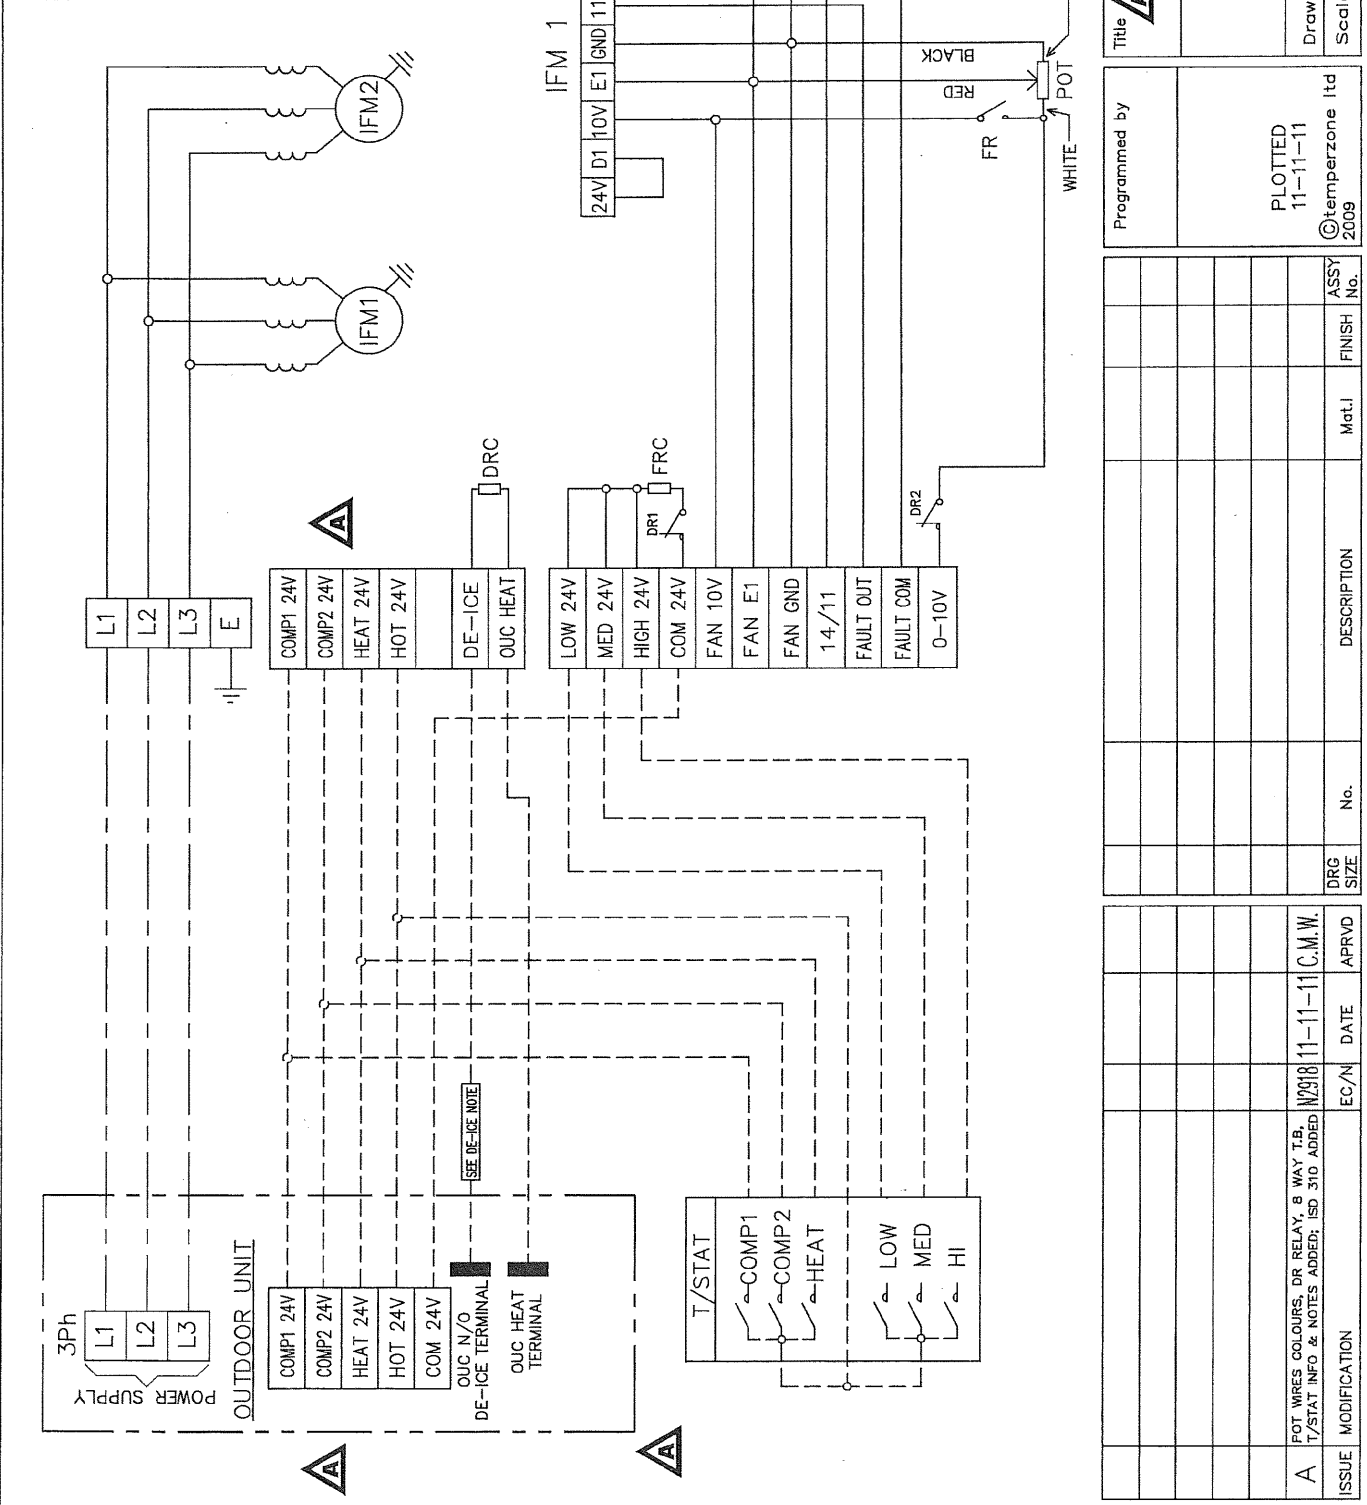 IFM2
IFM1
IFM 1
24V
D1
10V
E1
GND
11
BLACK
RED
FR
POT
WHITE
L1
L2
L3
E
A
COMP1 24V
COMP2 24V
HEAT 24V
HOT 24V
DE-ICE
OUC HEAT
DRC
LOW 24V
MED 24V
HIGH 24V
COM 24V
FAN 10V
FAN E1
FAN GND
14/11
FAULT OUT
FAULT COM
0-10V
FRC
DR1
DR2
3Ph
L1
L2
L3
POWER SUPPLY
OUTDOOR UNIT
COMP1 24V
COMP2 24V
HEAT 24V
HOT 24V
COM 24V
OUC N/O
DE-ICE TERMINAL
OUC HEAT
TERMINAL
SEE DE-ICE NOTE
A
A
T/STAT
COMP1
COMP2
HEAT
LOW
MED
HI
A
POT WIRES COLOURS, DR RELAY, 8 WAY T.B,
T/STAT INFO & NOTES ADDED; ISD 310 ADDED
N2918
11-11-11
C.M.W.
ISSUE
MODIFICATION
EC/N
DATE
APRVD
DRG
SIZE
No.
DESCRIPTION
Mat.l
FINISH
ASSY
No.
Programmed by
PLOTTED
11-11-11
©temperzone ltd
2009
Title
Draw
Scal